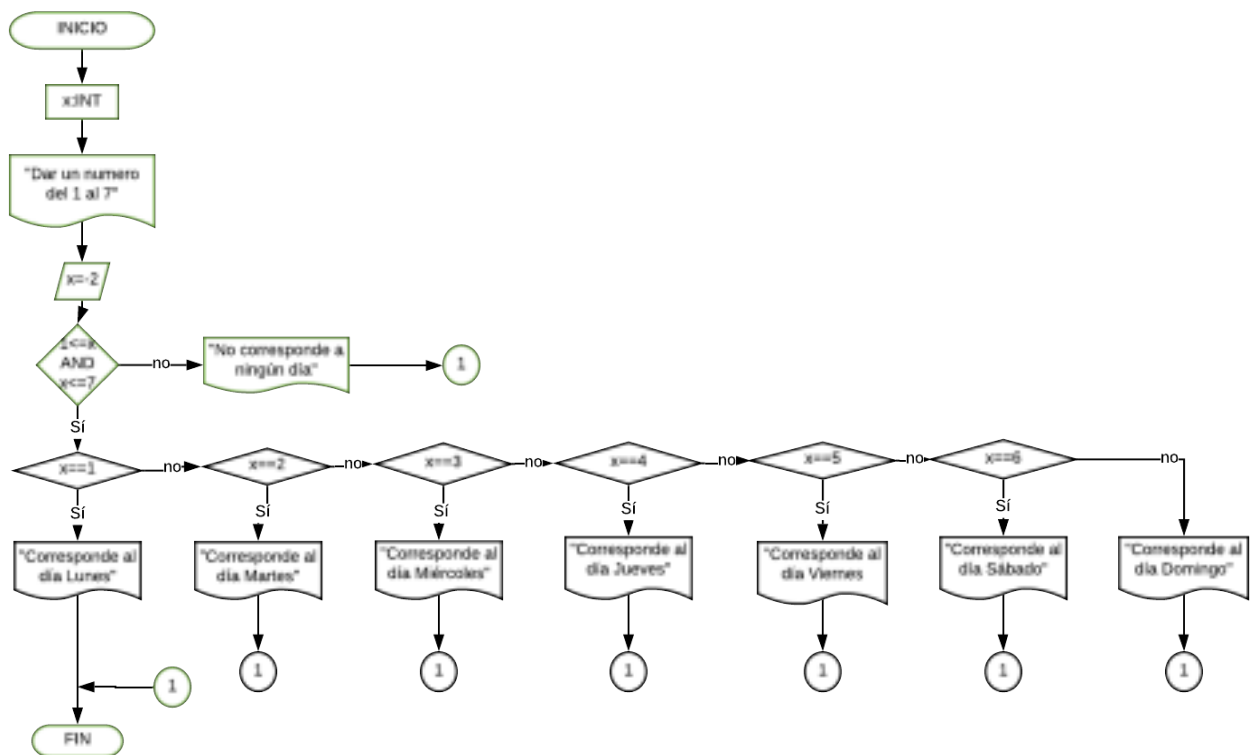 INICIO
x:INT
"Dar un numero
del 1 al 7"
x=-2
1<=x
AND
x<=7
no
"No corresponde a
ningún día"
1
Sí
x==1
no
x==2
no
x==3
no
x==4
no
x==5
no
x==6
no
Sí
Sí
Sí
Sí
Sí
Sí
"Corresponde al
día Lunes"
"Corresponde al
día Martes"
"Corresponde al
día Miércoles"
"Corresponde al
día Jueves"
"Corresponde al
día Viernes
"Corresponde al
día Sábado"
"Corresponde al
día Domingo"
1
1
1
1
1
1
1
FIN